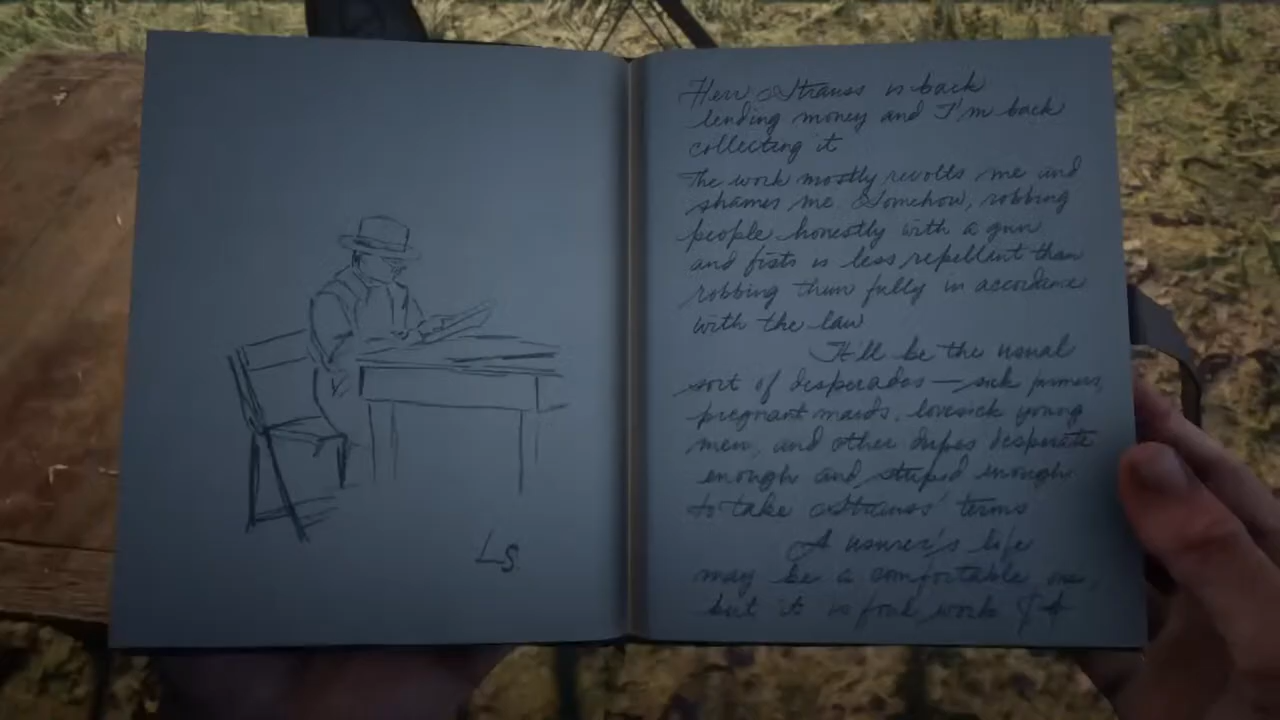 LS
Herr Strauss is back
lending money and I'm back
collecting it
The work mostly revolts me and
shames me Somehow, robbing
people honestly with a gun
and fists is less repellent than
robbing them fully in accordance
with the law
It'll be the usual
sort of desperados — sick farmers,
pregnant maids, lovesick young
men, and other dupes desperate
enough and stupid enough
to take Strauss' terms
A usurer's life
may be a comfortable one,
but it is foul work